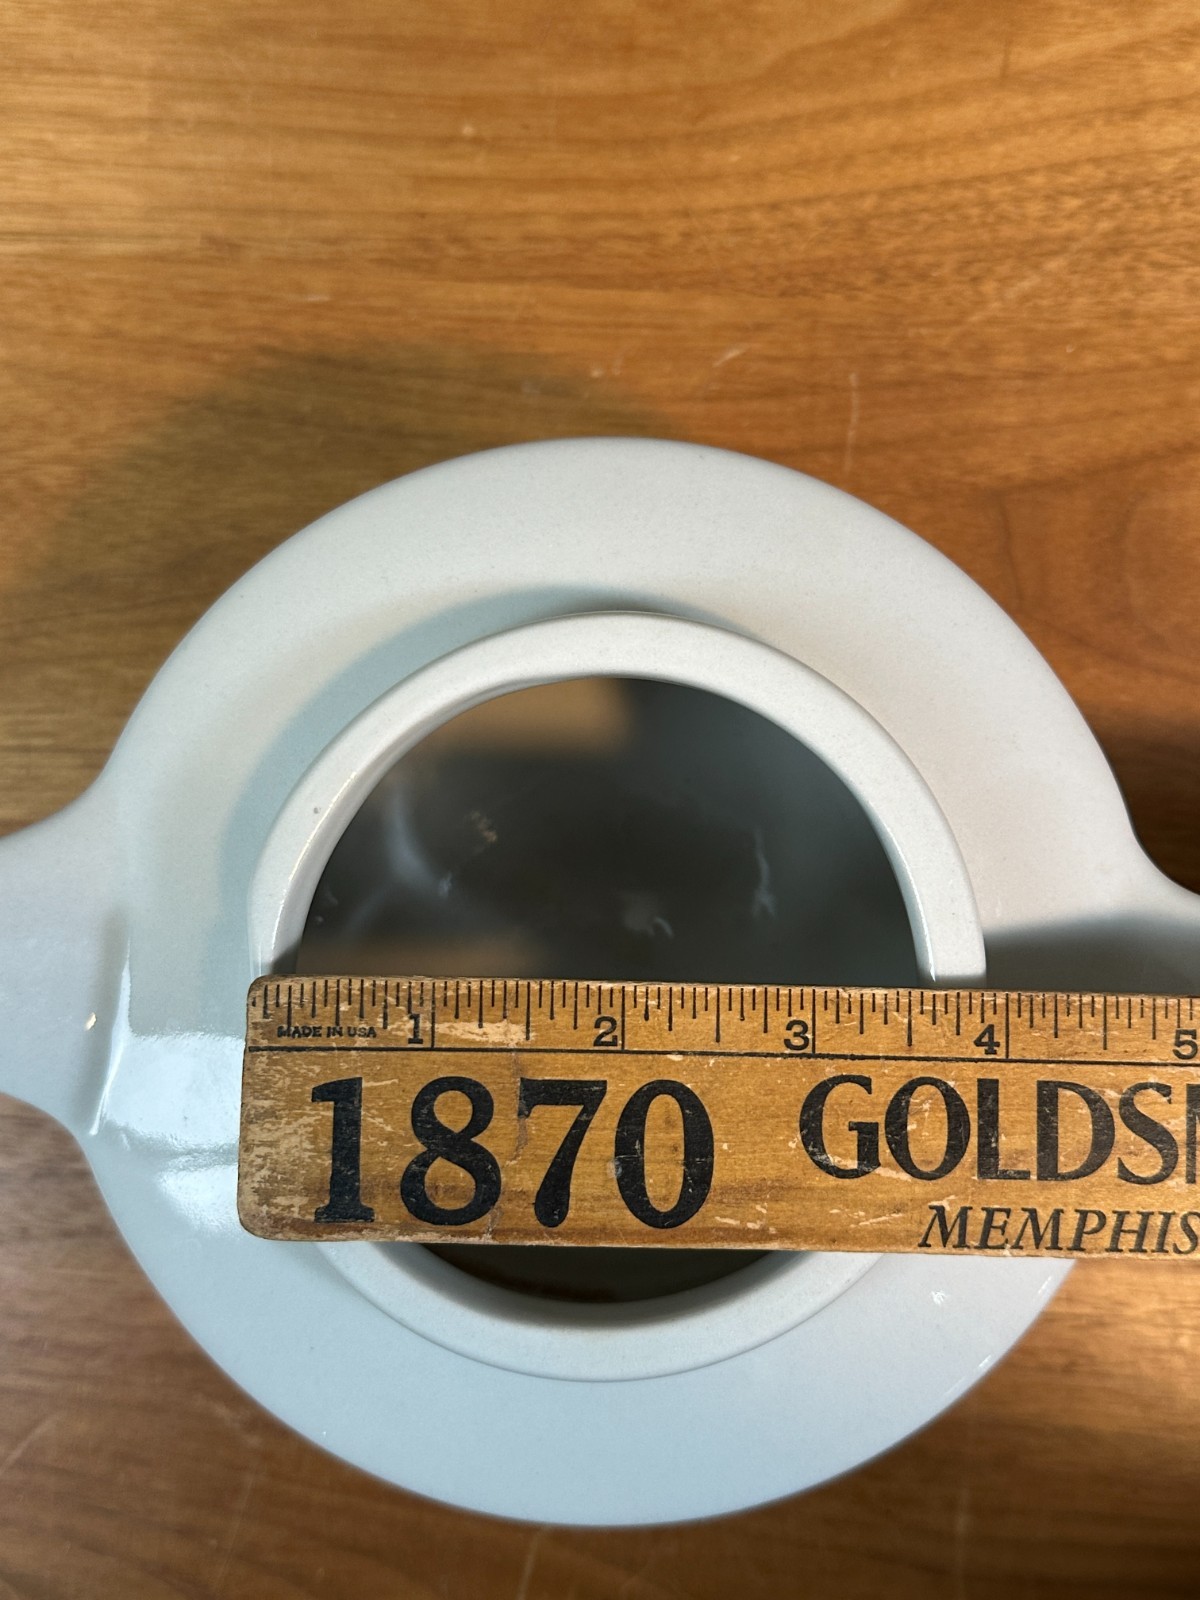 1 2 3 4 5
MADE IN USA
1870 GOLDS
MEMPHIS